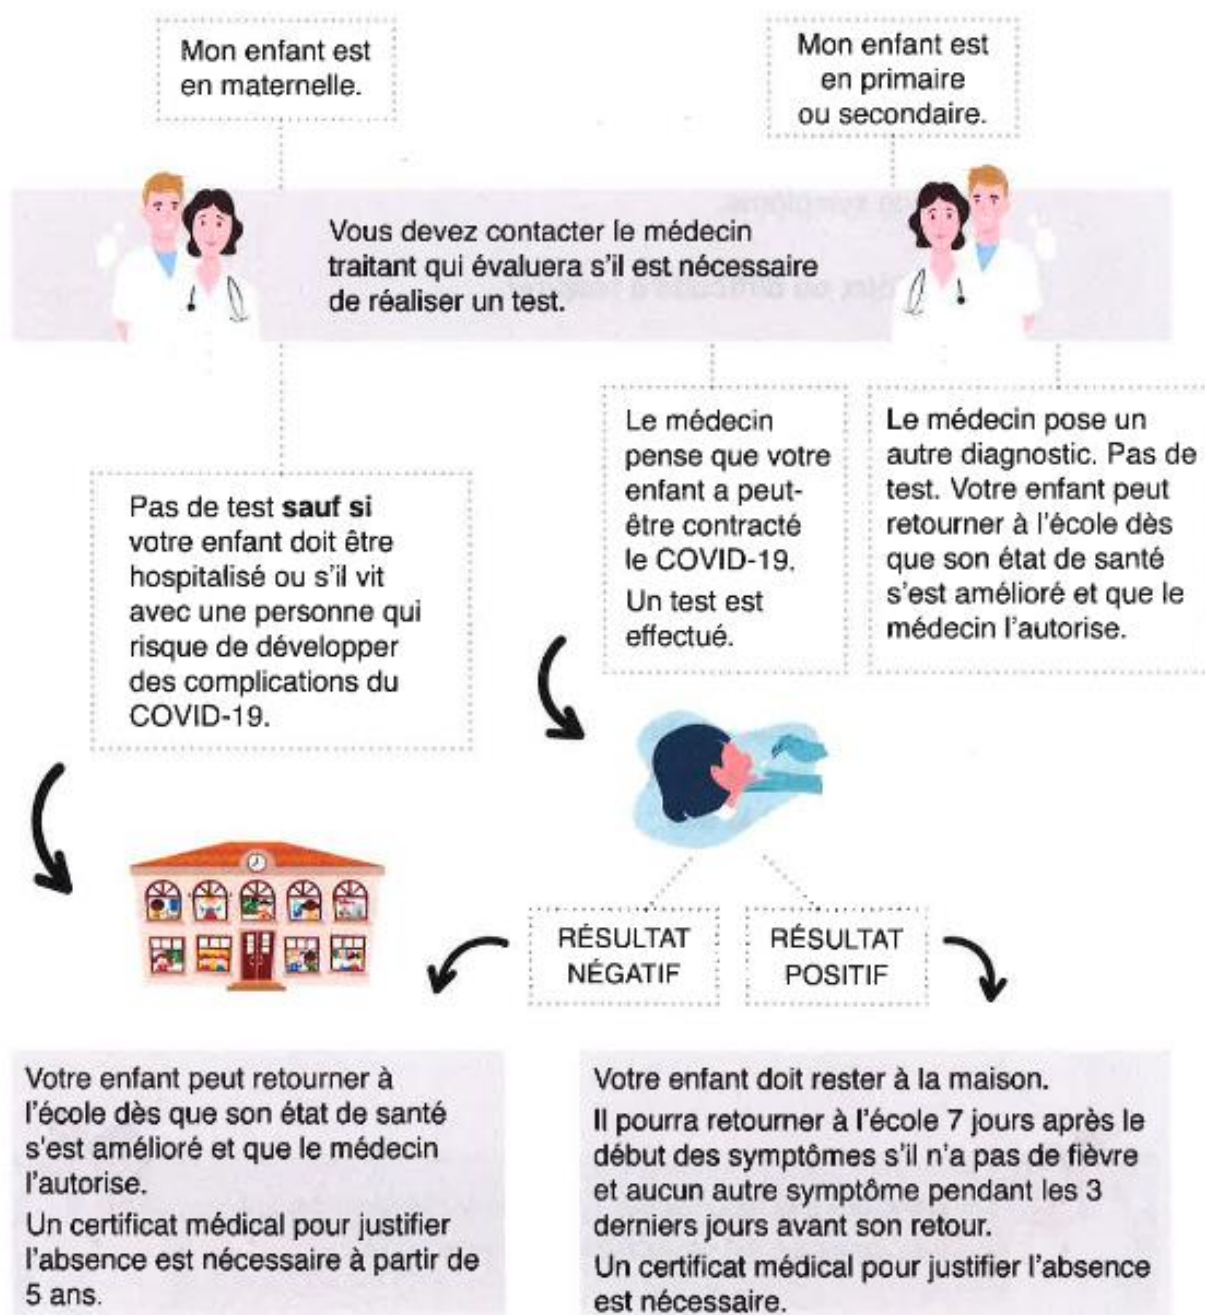 Mon enfant est
en maternelle.
Mon enfant est
en primaire
ou secondaire.
Vous devez contacter le médecin
traitant qui évaluera s'il est nécessaire
de réaliser un test.
Pas de test sauf si
votre enfant doit être
hospitalisé ou s'il vit
avec une personne qui
risque de développer
des complications du
COVID-19.
Le médecin
pense que votre
enfant a peut-
être contracté
le COVID-19.
Un test est
effectué.
Le médecin pose un
autre diagnostic. Pas de
test. Votre enfant peut
retourner à l'école dès
que son état de santé
s'est amélioré et que le
médecin l'autorise.
RÉSULTAT
NÉGATIF
RÉSULTAT
POSITIF
Votre enfant peut retourner à
l'école dès que son état de santé
s'est amélioré et que le médecin
l'autorise.
Un certificat médical pour justifier
l'absence est nécessaire à partir de
5 ans.
Votre enfant doit rester à la maison.
Il pourra retourner à l'école 7 jours après le
début des symptômes s'il n'a pas de fièvre
et aucun autre symptôme pendant les 3
derniers jours avant son retour.
Un certificat médical pour justifier l'absence
est nécessaire.